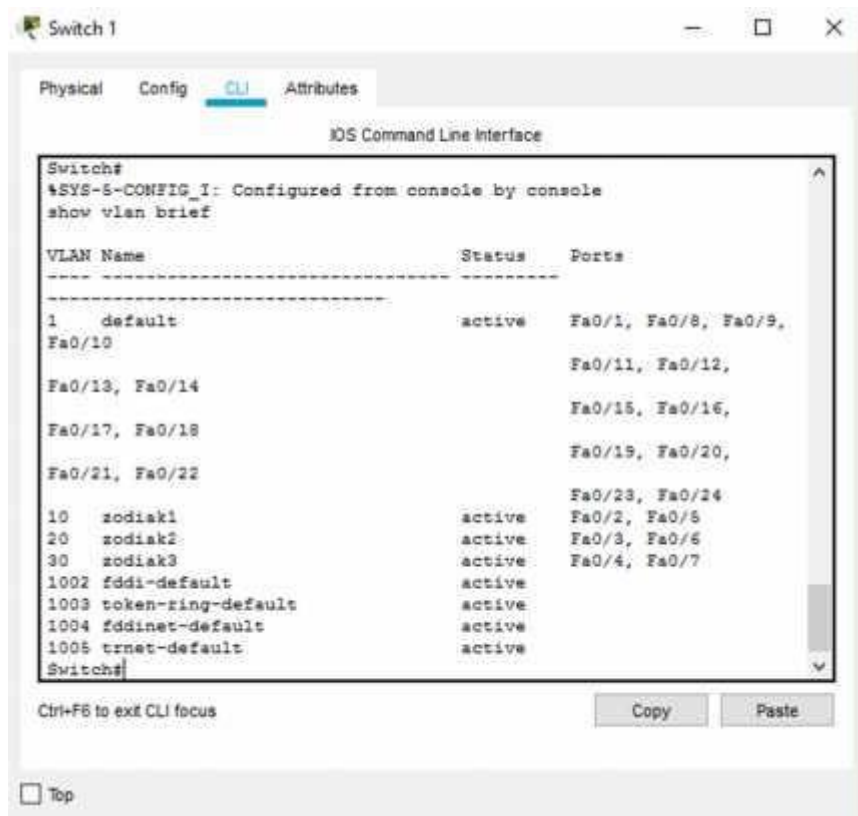 Switch 1
Physical Config CLI Attributes
IOS Command Line Interface
Switch#
%SYS-5-CONFIG_I: Configured from console by console
show vlan brief
VLAN Name Status Ports
---- -------------------------------- ---------
-------------------------------
1 default active Fa0/1, Fa0/8, Fa0/9,
Fa0/10
Fa0/11, Fa0/12,
Fa0/13, Fa0/14
Fa0/15, Fa0/16,
Fa0/17, Fa0/18
Fa0/19, Fa0/20,
Fa0/21, Fa0/22
Fa0/23, Fa0/24
10 zodiak1 active Fa0/2, Fa0/5
20 zodiak2 active Fa0/3, Fa0/6
30 zodiak3 active Fa0/4, Fa0/7
1002 fddi-default active
1003 token-ring-default active
1004 fddinet-default active
1005 trnet-default active
Switch#
Ctrl+F6 to exit CLI focus
Copy Paste
Top